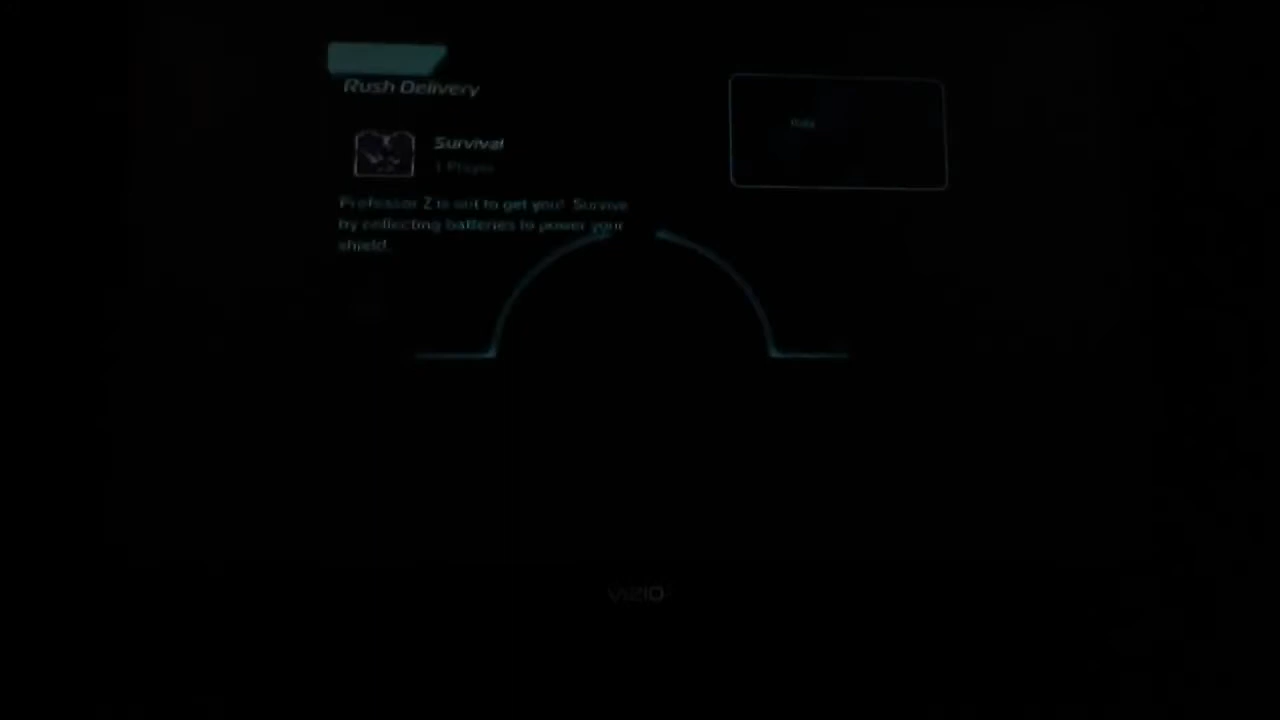 Rush Delivery
Survival
1 Player
Professor Z is out to get you! Survive
by collecting batteries to power your
shield.
VIZIO